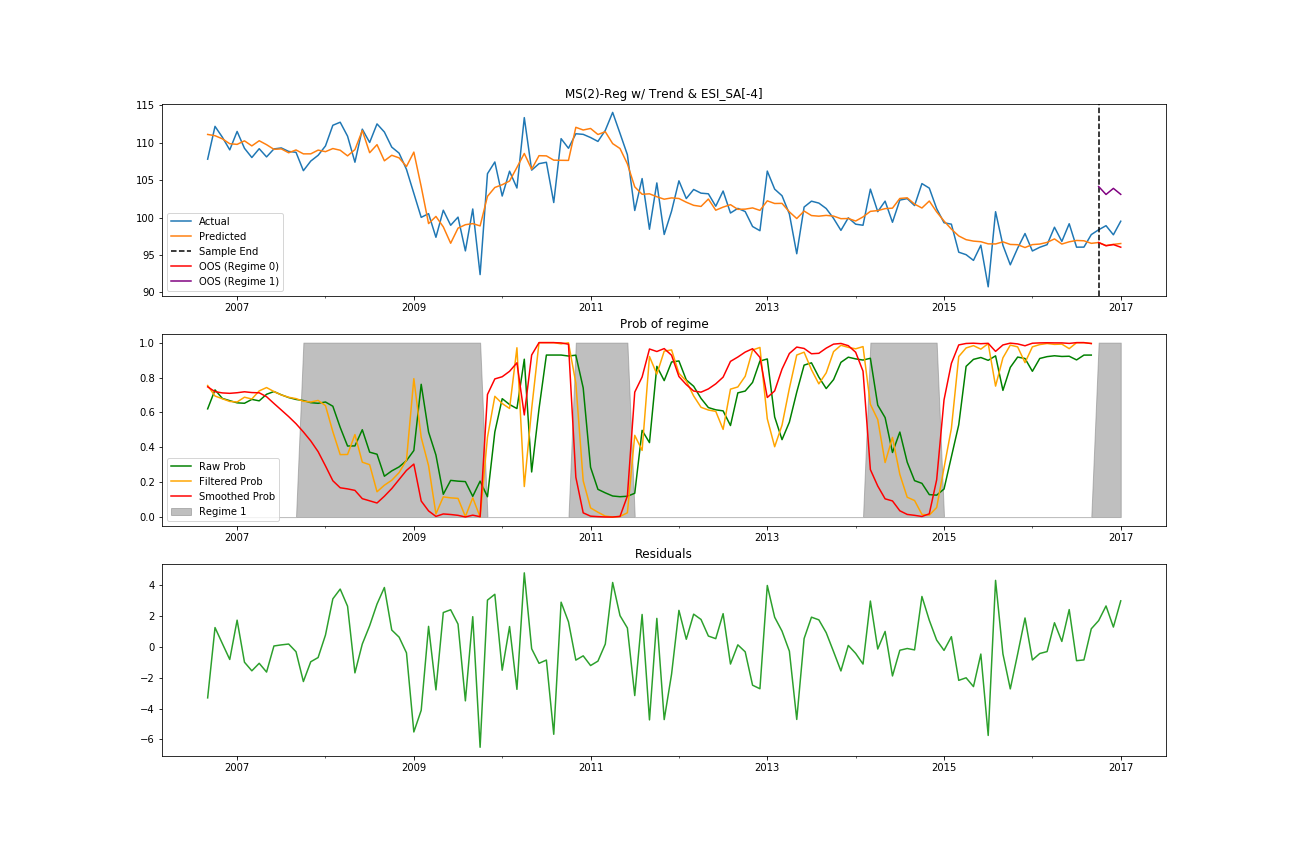 MS(2)-Reg w/ Trend & ESI_SA[-4]
115
110
105
100
95
90
Actual
Predicted
Sample End
OOS (Regime 0)
OOS (Regime 1)
2007 2009 2011 2013 2015 2017
Prob of regime
1.0
0.8
0.6
0.4
0.2
0.0
Raw Prob
Filtered Prob
Smoothed Prob
Regime 1
2007 2009 2011 2013 2015 2017
Residuals
4
2
0
−2
−4
−6
2007 2009 2011 2013 2015 2017